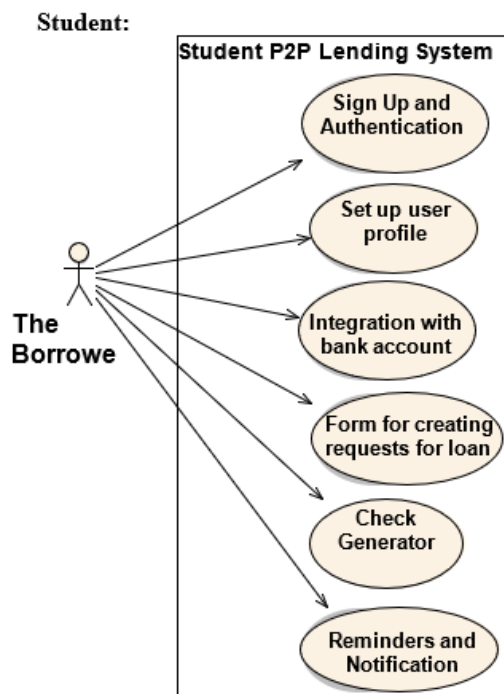 Student:
Student P2P Lending System
Sign Up and
Authentication
Set up user
profile
Integration with
bank account
The
Borrowe
Form for creating
requests for loan
Check
Generator
Reminders and
Notification